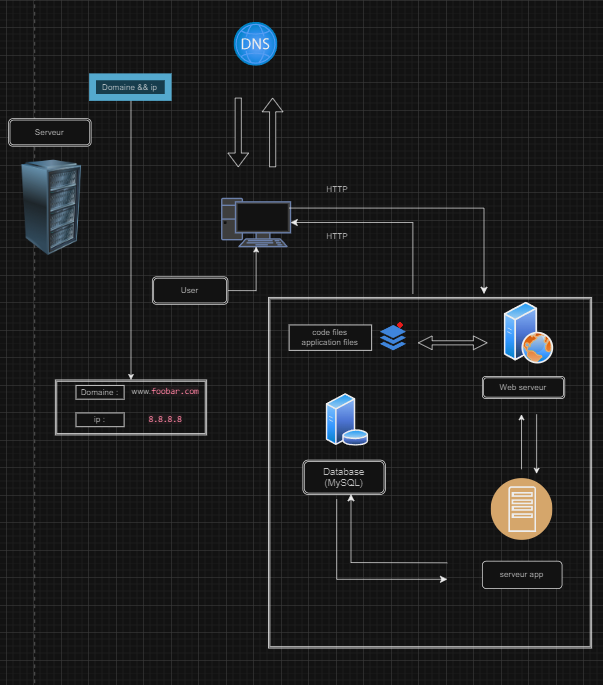 DNS
Domaine && ip
Serveur
HTTP
HTTP
User
code files
application files
Web serveur
Domaine :
www.foobar.com
ip :
8.8.8.8
Database
(MySQL)
serveur app